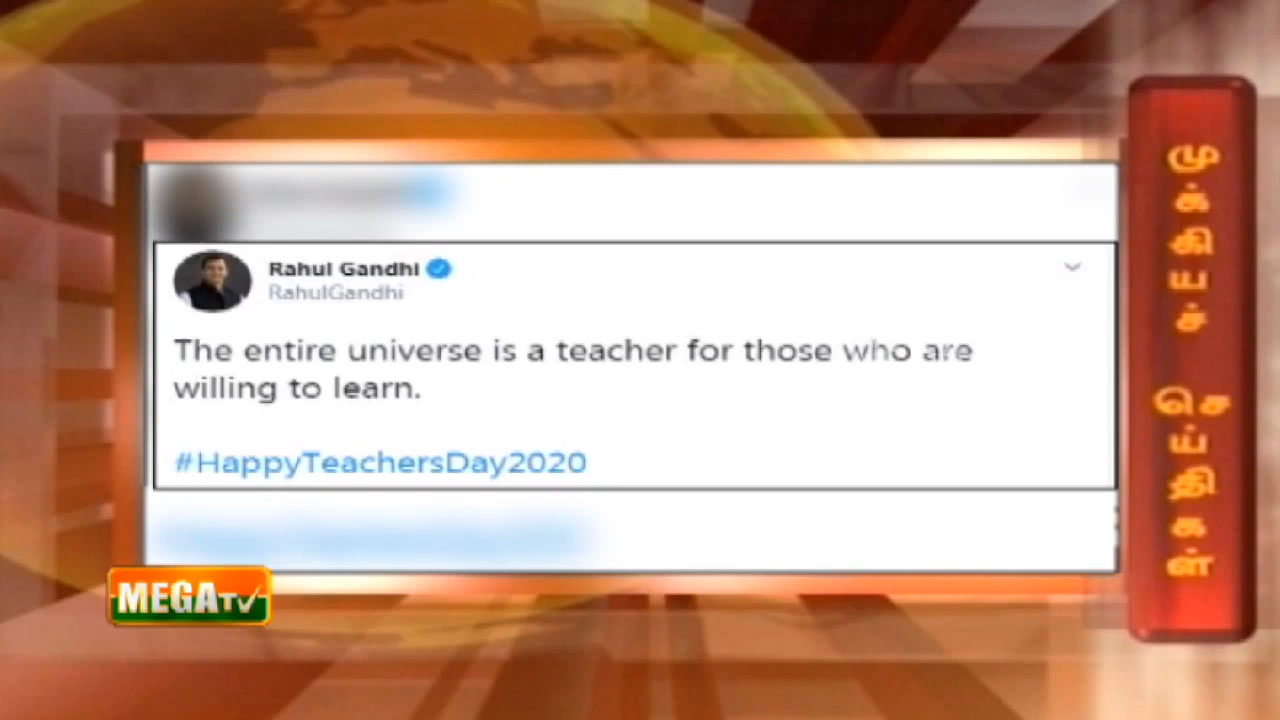 Rahul Gandhi
RahulGandhi
The entire universe is a teacher for those who are
willing to learn.
#HappyTeachersDay2020
MEGA TV
முக்கியச் செய்திகள்